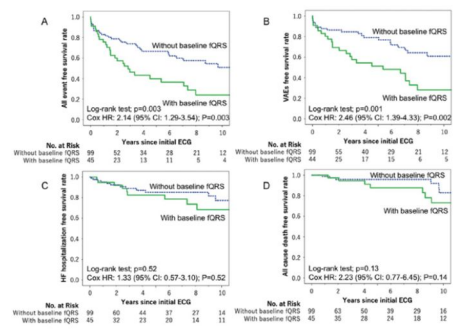 A
1.0
0.8
0.6
0.4
0.2
0.0
All event free survival rate
Without baseline fQRS
With baseline fQRS
Log-rank test; p=0.003
Cox HR: 2.14 (95% CI: 1.29-3.54); P=0.003
0 2 4 6 8 10
Years since initial ECG
No. at Risk
Without baseline fQRS 99 52 34 28 21 12
With baseline fQRS 45 23 13 11 5 4
B
1.0
0.8
0.6
0.4
0.2
0.0
VAEs free survival rate
Without baseline fQRS
With baseline fQRS
Log-rank test; p=0.001
Cox HR: 2.46 (95% CI: 1.39-4.33); P=0.002
0 2 4 6 8 10
Years since initial ECG
No. at Risk
Without baseline fQRS 99 55 40 29 21 12
With baseline fQRS 44 25 17 15 6 5
C
1.0
0.8
0.6
0.4
0.2
0.0
HF hospitalization free survival rate
Without baseline fQRS
With baseline fQRS
Log-rank test; p=0.52
Cox HR: 1.33 (95% CI: 0.57-3.10); P=0.52
0 2 4 6 8 10
Years since initial ECG
No. at Risk
Without baseline fQRS 99 60 44 37 27 14
With baseline fQRS 45 32 23 20 14 11
D
1.0
0.8
0.6
0.4
0.2
0.0
All cause death free survival rate
Without baseline fQRS
With baseline fQRS
Log-rank test; p=0.13
Cox HR: 2.23 (95% CI: 0.77-6.45); P=0.14
0 2 4 6 8 10
Years since initial ECG
No. at Risk
Without baseline fQRS 99 63 50 39 29 16
With baseline fQRS 45 35 28 24 18 12